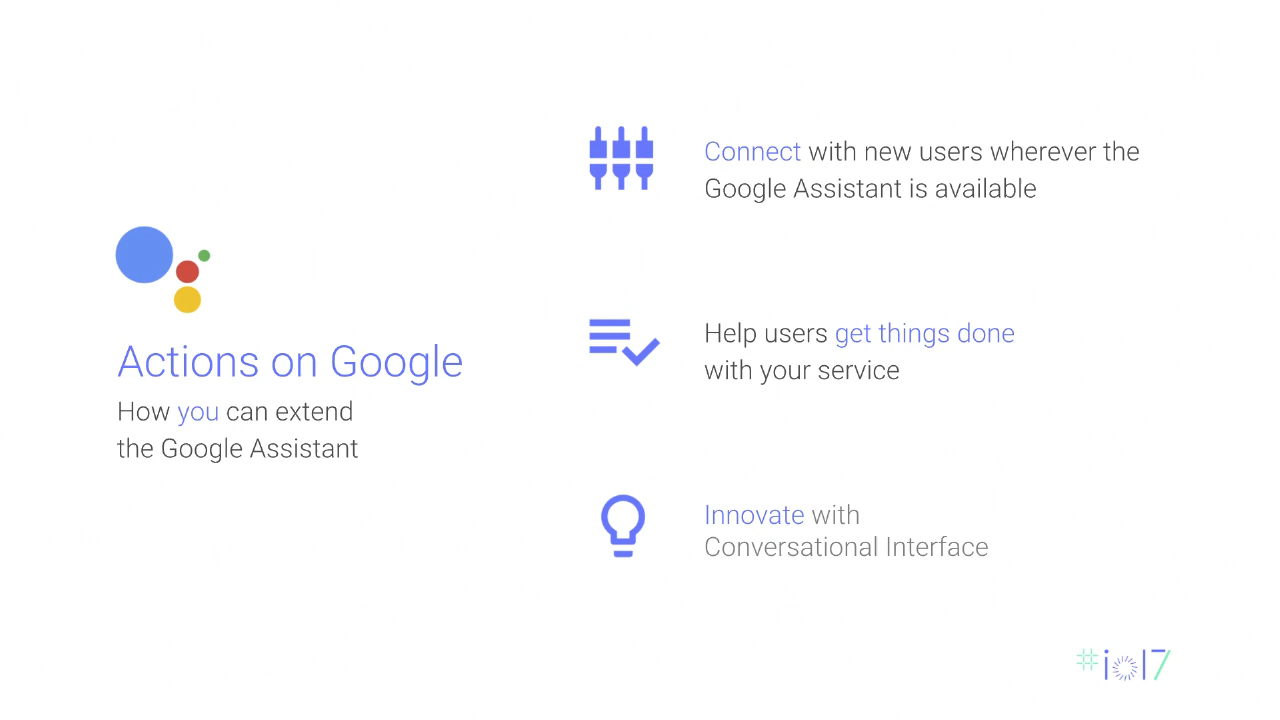 Actions on Google
How you can extend
the Google Assistant
Connect with new users wherever the
Google Assistant is available
Help users get things done
with your service
Innovate with
Conversational Interface
#io17